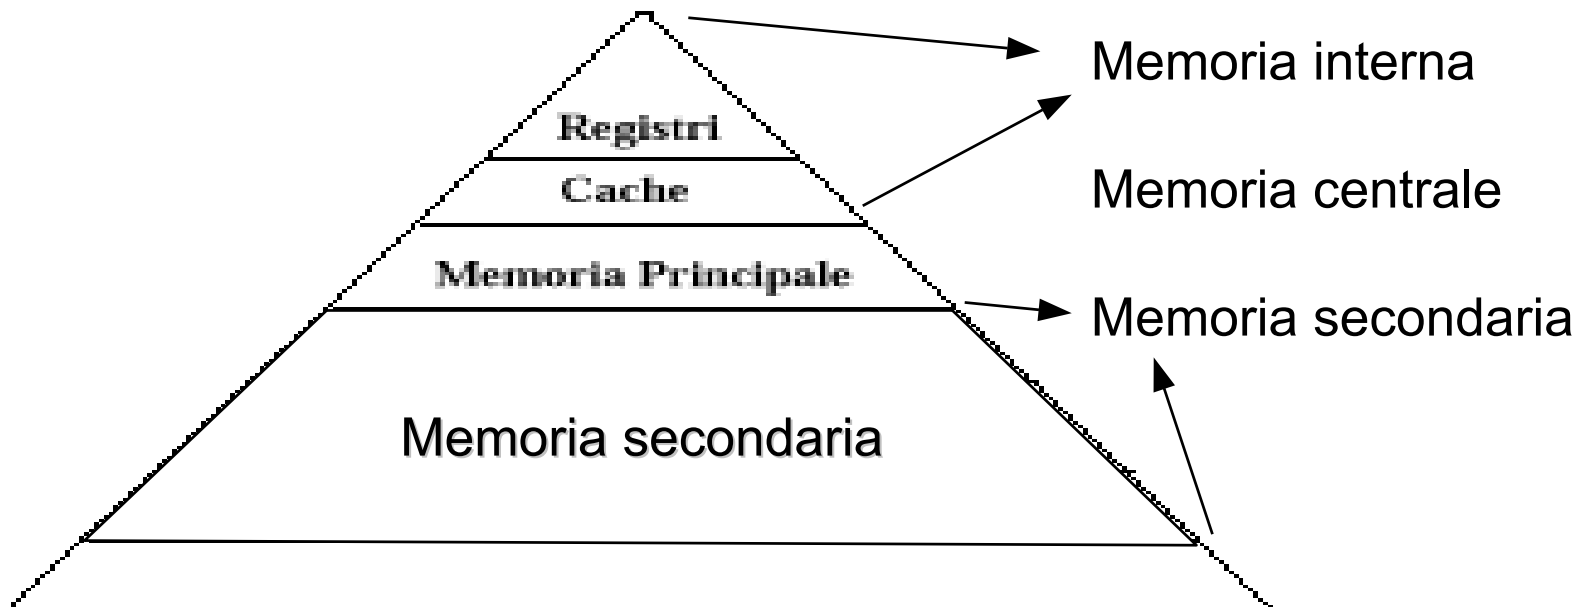 Memoria interna
Registri
Cache
Memoria centrale
Memoria Principale
Memoria secondaria
Memoria secondaria